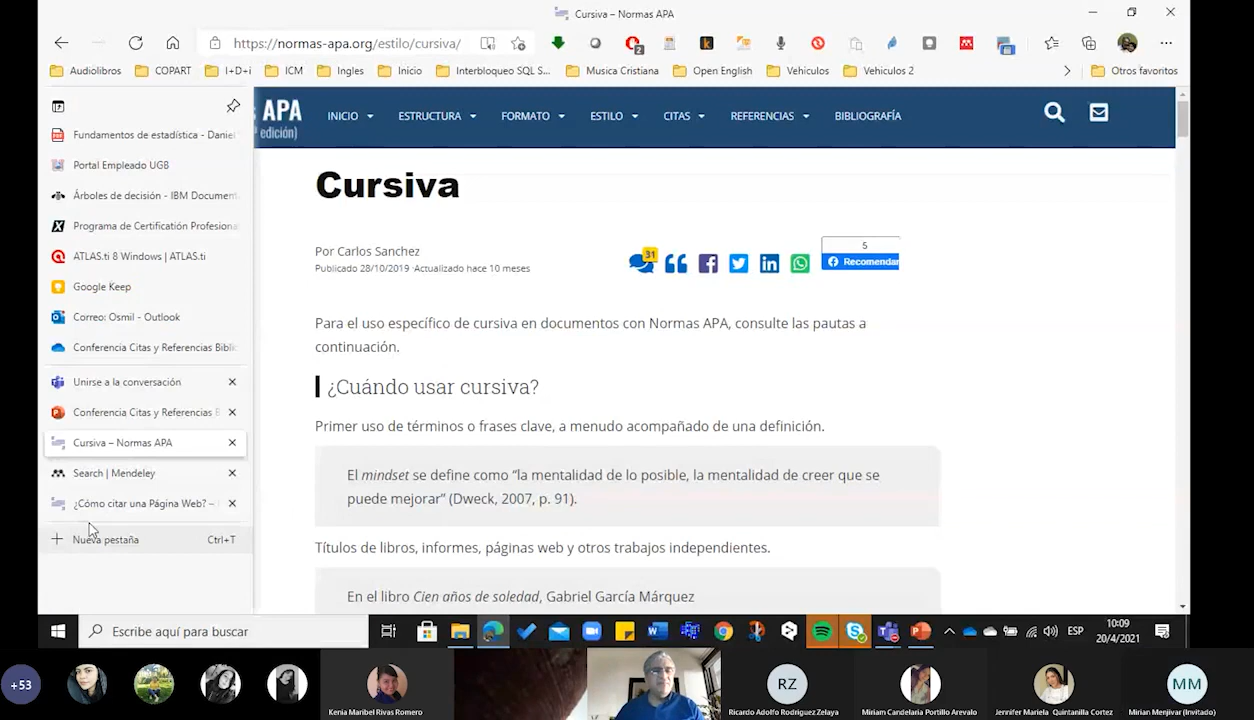 Cursiva – Normas APA
https://normas-apa.org/estilo/cursiva/
2
Audiolibros
COPART
I+D+i
ICM
Ingles
Inicio
Interbloqueo SQL S...
Musica Cristiana
Open English
Vehiculos
Vehiculos 2
Otros favoritos
Fundamentos de estadística - Daniel
Portal Empleado UGB
Árboles de decisión - IBM Document
Programa de Certificatión Profesiona
ATLAS.ti 8 Windows | ATLAS.ti
Google Keep
Correo: Osmil - Outlook
Conferencia Citas y Referencias Biblio
Unirse a la conversación
Conferencia Citas y Referencias B
Cursiva – Normas APA
Search | Mendeley
¿Cómo citar una Página Web? –
Nueva pestaña Ctrl+T
s APA
edición)
INICIO ESTRUCTURA FORMATO ESTILO CITAS REFERENCIAS BIBLIOGRAFÍA
Cursiva
Por Carlos Sanchez
Publicado 28/10/2019 ·Actualizado hace 10 meses
31
5
Recomendar
Para el uso específico de cursiva en documentos con Normas APA, consulte las pautas a
continuación.
¿Cuándo usar cursiva?
Primer uso de términos o frases clave, a menudo acompañado de una definición.
El mindset se define como “la mentalidad de lo posible, la mentalidad de creer que se
puede mejorar” (Dweck, 2007, p. 91).
Títulos de libros, informes, páginas web y otros trabajos independientes.
En el libro Cien años de soledad, Gabriel García Márquez
Escribe aquí para buscar
ESP
10:09
20/4/2021
+53
RZ
MM
Kenia Maribel Rivas Romero
Ricardo Adolfo Rodriguez Zelaya
Miriam Candelaria Portillo Arevalo
Jennifer Mariela Quintanilla Cortez
Mirian Menjivar (Invitado)